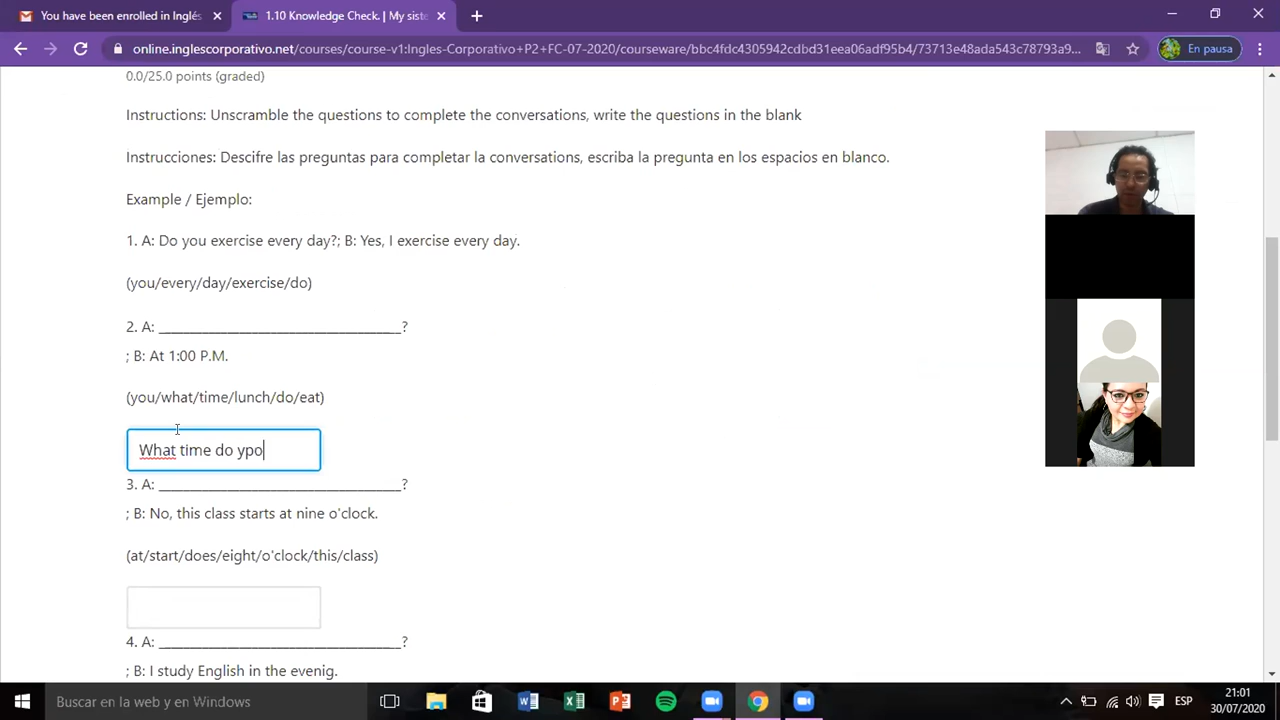 You have been enrolled in Inglés
1.10 Knowledge Check. | My siste
online.inglescorporativo.net/courses/course-v1:Ingles-Corporativo+P2+FC-07-2020/courseware/bbc4fdc4305942cdbd31eea06adf95b4/73713e48ada543c78793a9...
En pausa
0.0/25.0 points (graded)
Instructions: Unscramble the questions to complete the conversations, write the questions in the blank
Instrucciones: Descifre las preguntas para completar la conversations, escriba la pregunta en los espacios en blanco.
Example / Ejemplo:
1. A: Do you exercise every day?; B: Yes, I exercise every day.
(you/every/day/exercise/do)
2. A: ___________________________________?
; B: At 1:00 P.M.
(you/what/time/lunch/do/eat)
What time do ypo
3. A: ___________________________________?
; B: No, this class starts at nine o'clock.
(at/start/does/eight/o'clock/this/class)
4. A: ___________________________________?
; B: I study English in the evenig.
Buscar en la web y en Windows
ESP
21:01
30/07/2020